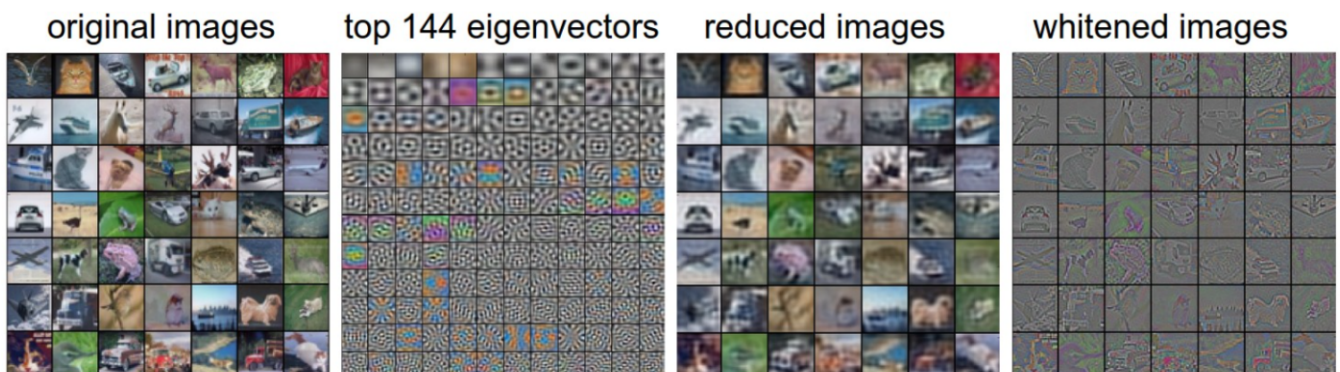 original images
top 144 eigenvectors
reduced images
whitened images